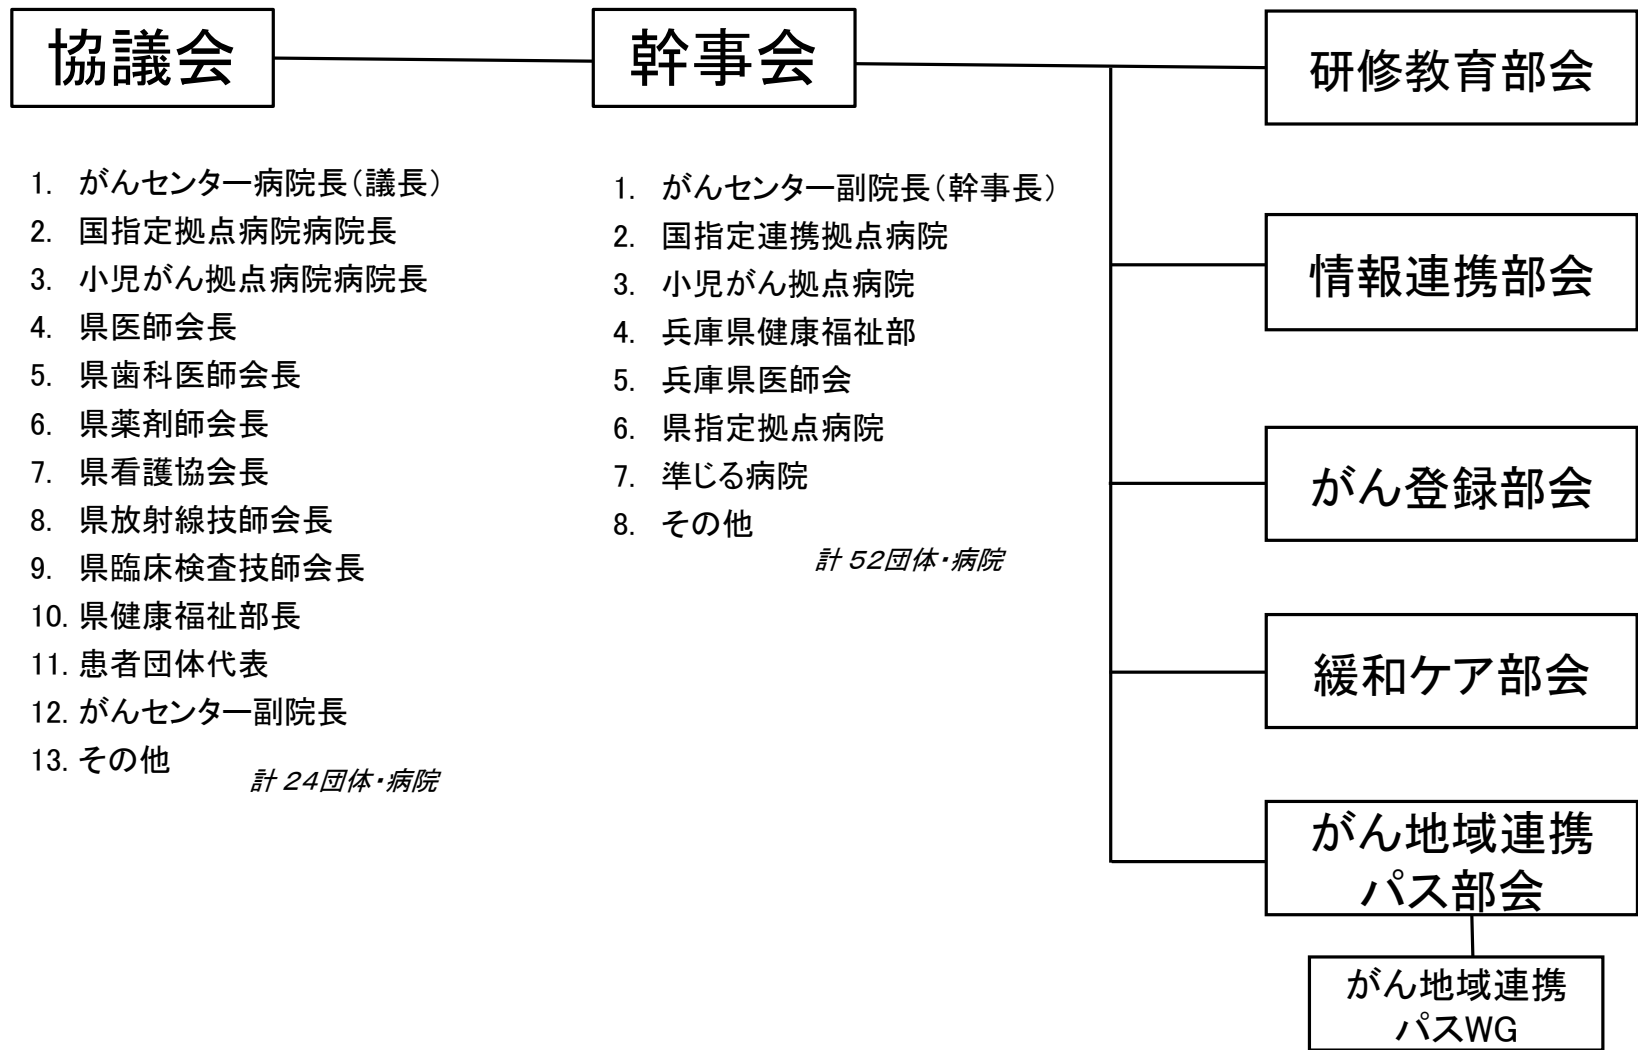 協議会
1. がんセンター病院長（議長）
2. 国指定拠点病院病院長
3. 小児がん拠点病院病院長
4. 県医師会長
5. 県歯科医師会長
6. 県薬剤師会長
7. 県看護協会長
8. 県放射線技師会長
9. 県臨床検査技師会長
10. 県健康福祉部長
11. 患者団体代表
12. がんセンター副院長
13. その他
計 24団体・病院
幹事会
1. がんセンター副院長（幹事長）
2. 国指定連携拠点病院
3. 小児がん拠点病院
4. 兵庫県健康福祉部
5. 兵庫県医師会
6. 県指定拠点病院
7. 準じる病院
8. その他
計 52団体・病院
研修教育部会
情報連携部会
がん登録部会
緩和ケア部会
がん地域連携
パス部会
がん地域連携
パスWG